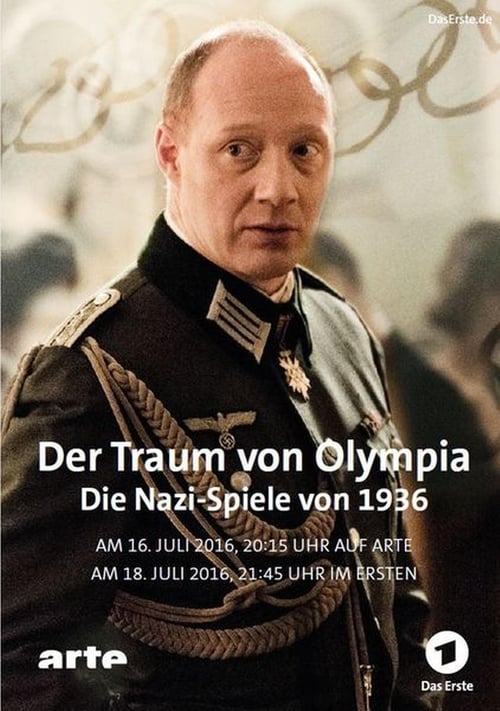 DasErste.de
Der Traum von Olympia
Die Nazi-Spiele von 1936
AM 16. JULI 2016, 20:15 UHR AUF ARTE
AM 18. JULI 2016, 21:45 UHR IM ERSTEN
arte
1
Das Erste